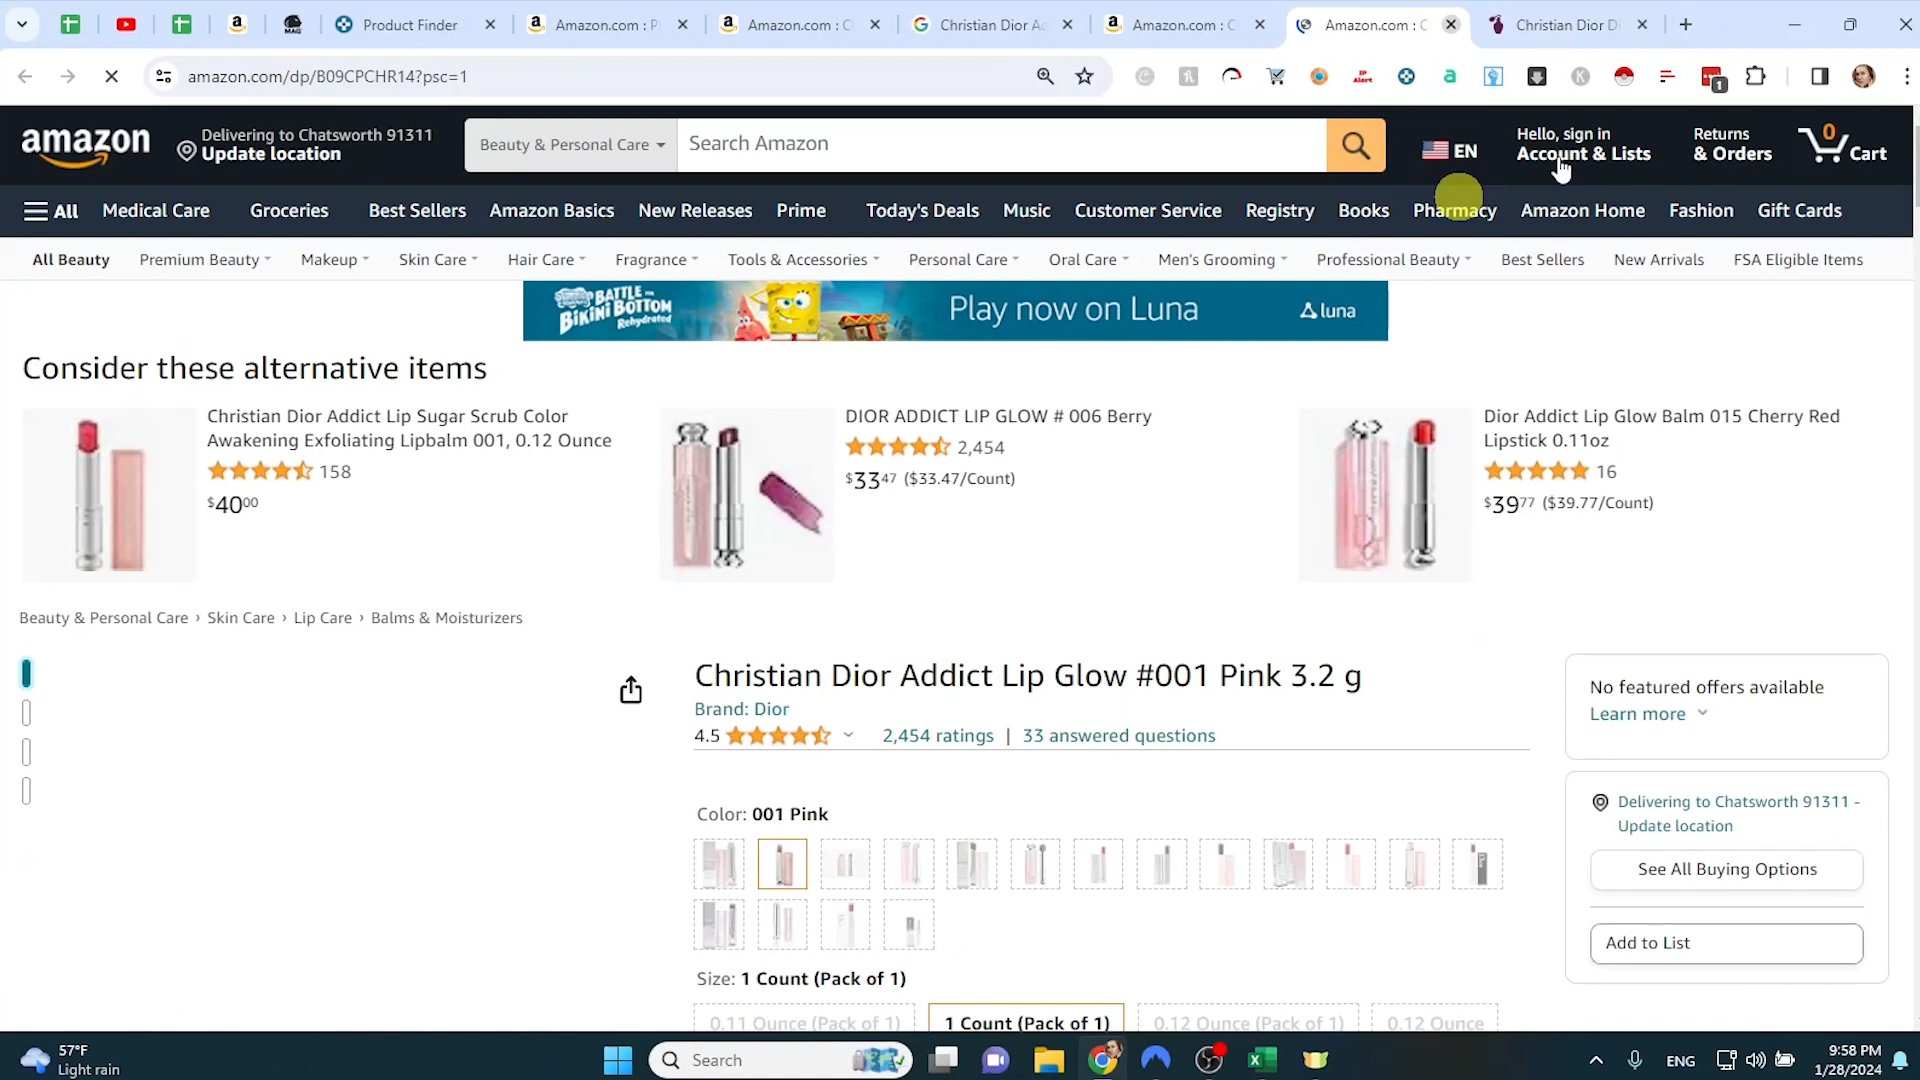 Product Finder
Amazon.com : P
Amazon.com : C
Christian Dior Ad
Amazon.com : C
Amazon.com : C
Christian Dior D
amazon.com/dp/B09CPCHR14?psc=1
amazon
Delivering to Chatsworth 91311
Update location
Beauty & Personal Care
Search Amazon
EN
Hello, sign in
Account & Lists
Returns
& Orders
0
Cart
All
Medical Care
Groceries
Best Sellers
Amazon Basics
New Releases
Prime
Today's Deals
Music
Customer Service
Registry
Books
Pharmacy
Amazon Home
Fashion
Gift Cards
All Beauty
Premium Beauty
Makeup
Skin Care
Hair Care
Fragrance
Tools & Accessories
Personal Care
Oral Care
Men's Grooming
Professional Beauty
Best Sellers
New Arrivals
FSA Eligible Items
BATTLE FOR
BIKINI BOTTOM
Rehydrated
Play now on Luna
luna
Consider these alternative items
Christian Dior Addict Lip Sugar Scrub Color
Awakening Exfoliating Lipbalm 001, 0.12 Ounce
158
$4000
DIOR ADDICT LIP GLOW # 006 Berry
2,454
$3347 ($33.47/Count)
Dior Addict Lip Glow Balm 015 Cherry Red
Lipstick 0.11oz
16
$3977 ($39.77/Count)
Beauty & Personal Care › Skin Care › Lip Care › Balms & Moisturizers
Christian Dior Addict Lip Glow #001 Pink 3.2 g
Brand: Dior
4.5
2,454 ratings | 33 answered questions
Color: 001 Pink
Size: 1 Count (Pack of 1)
0.11 Ounce (Pack of 1)
1 Count (Pack of 1)
0.12 Ounce (Pack of 1)
0.12 Ounce
No featured offers available
Learn more
Delivering to Chatsworth 91311 -
Update location
See All Buying Options
Add to List
57°F
Light rain
Search
ENG
9:58 PM
1/28/2024